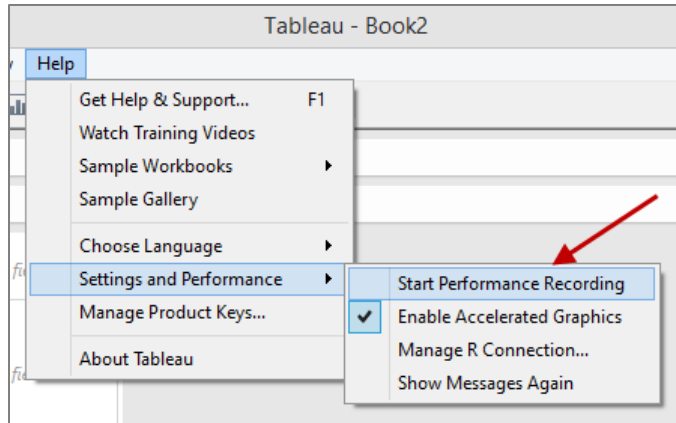 Tableau - Book2
Help
Get Help & Support... F1
Watch Training Videos
Sample Workbooks
Sample Gallery
Choose Language
Settings and Performance
Manage Product Keys...
About Tableau
Start Performance Recording
Enable Accelerated Graphics
Manage R Connection...
Show Messages Again